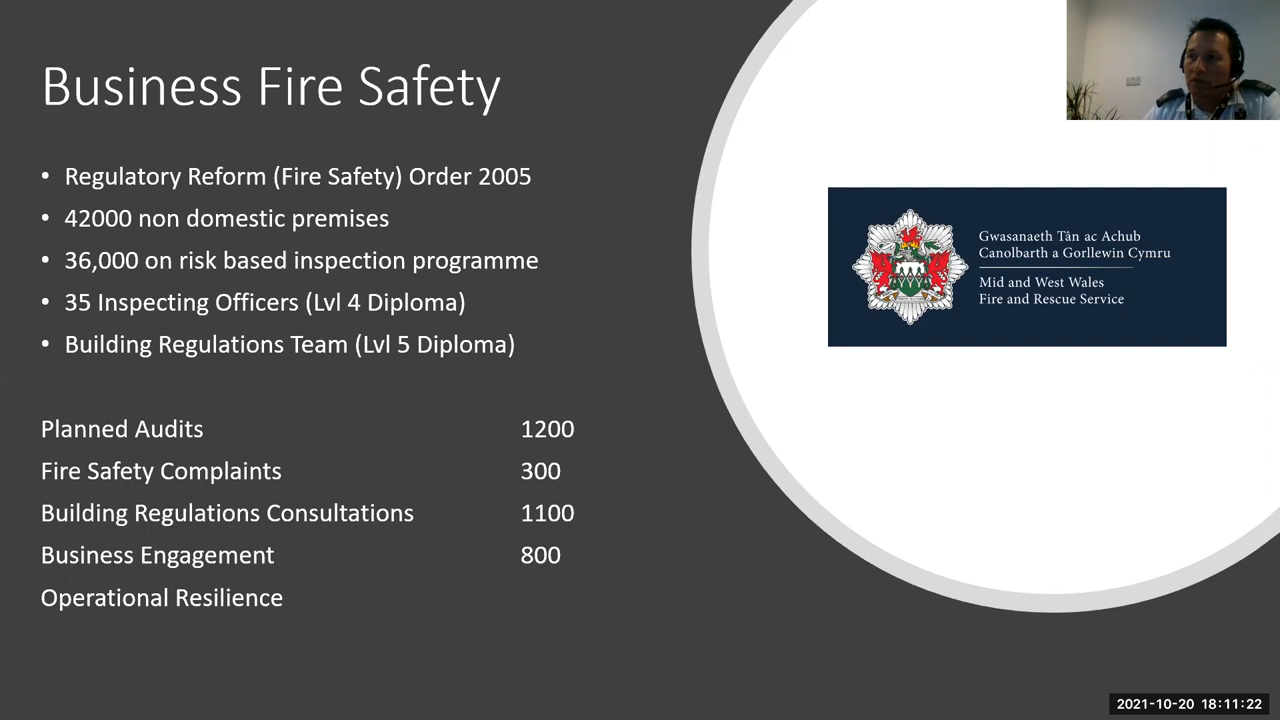 Business Fire Safety
• Regulatory Reform (Fire Safety) Order 2005
• 42000 non domestic premises
• 36,000 on risk based inspection programme
• 35 Inspecting Officers (Lvl 4 Diploma)
• Building Regulations Team (Lvl 5 Diploma)
Planned Audits 1200
Fire Safety Complaints 300
Building Regulations Consultations 1100
Business Engagement 800
Operational Resilience
Gwasanaeth Tân ac Achub
Canolbarth a Gorllewin Cymru
Mid and West Wales
Fire and Rescue Service
2021-10-20 18:11:22